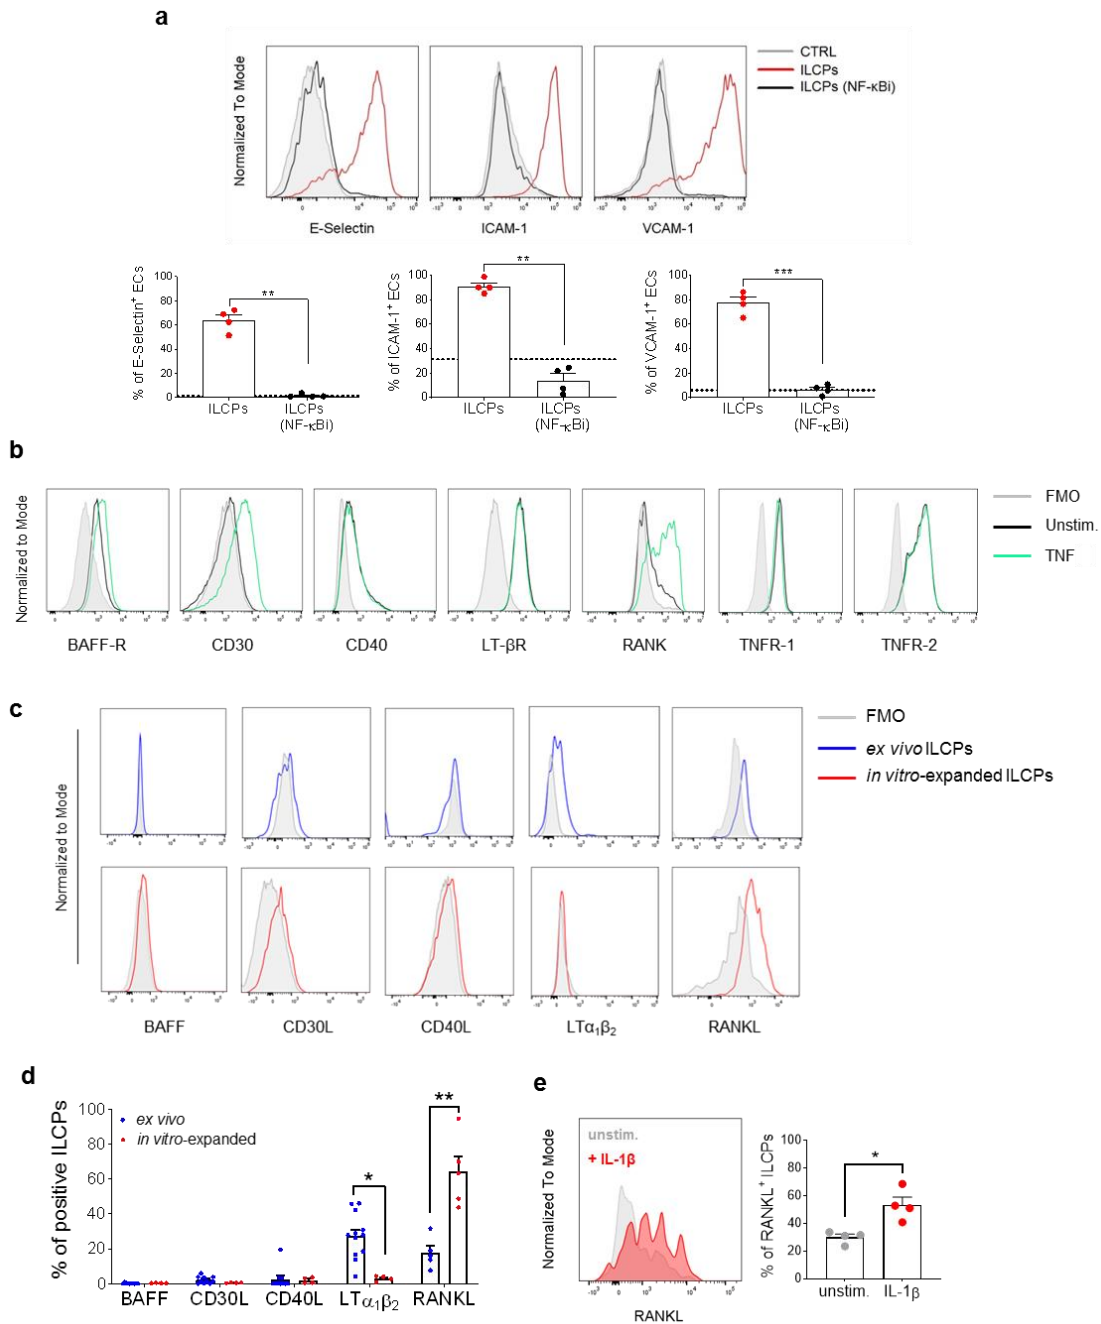 a
CTRL
ILCPs
ILCPs (NF-κBi)
Normalized To Mode
E-Selectin
ICAM-1
VCAM-1
% of E-Selectin⁺ ECs
100
80
60
40
20
0
**
ILCPs
ILCPs
(NF-κBi)
% of ICAM-1⁺ ECs
100
80
60
40
20
0
**
ILCPs
ILCPs
(NF-κBi)
% of VCAM-1⁺ ECs
100
80
60
40
20
0
***
ILCPs
ILCPs
(NF-κBi)
b
Normalized to Mode
FMO
Unstim.
TNF
BAFF-R
CD30
CD40
LT-βR
RANK
TNFR-1
TNFR-2
c
Normalized to Mode
FMO
ex vivo ILCPs
in vitro-expanded ILCPs
BAFF
CD30L
CD40L
LTα₁β₂
RANKL
d
% of positive ILCPs
100
80
60
40
20
0
ex vivo
in vitro-expanded
*
**
BAFF
CD30L
CD40L
LTα₁β₂
RANKL
e
Normalized To Mode
unstim.
+ IL-1β
RANKL
% of RANKL⁺ ILCPs
100
80
60
40
20
0
*
unstim.
IL-1β